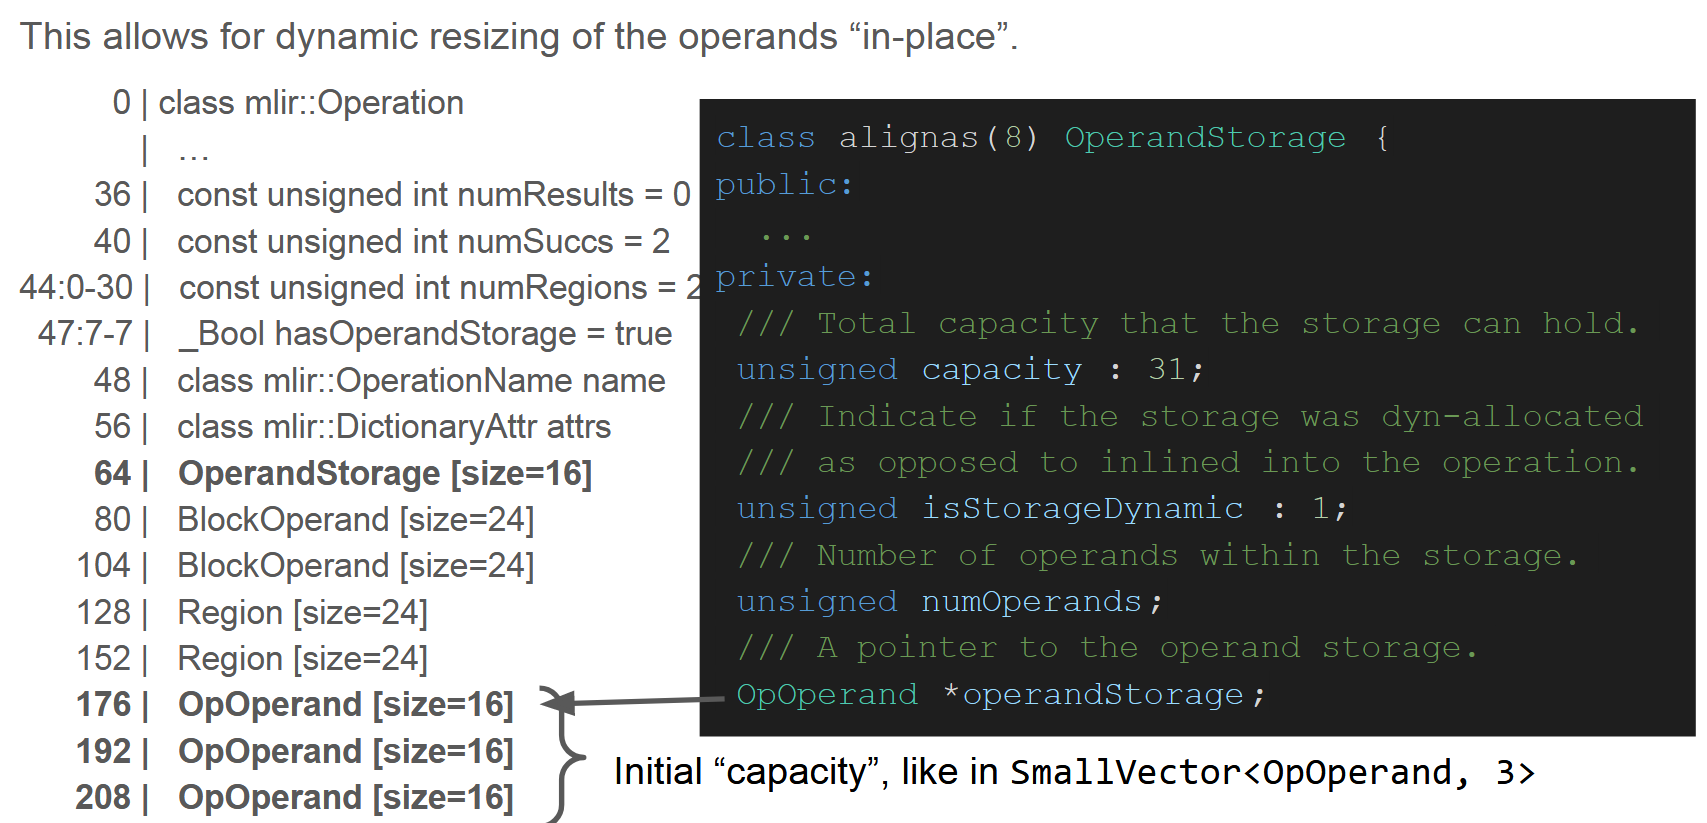 This allows for dynamic resizing of the operands “in-place”.
0 | class mlir::Operation
| ...
36 | const unsigned int numResults = 0
40 | const unsigned int numSuccs = 2
44:0-30 | const unsigned int numRegions = 2
47:7-7 | _Bool hasOperandStorage = true
48 | class mlir::OperationName name
56 | class mlir::DictionaryAttr attrs
64 | OperandStorage [size=16]
80 | BlockOperand [size=24]
104 | BlockOperand [size=24]
128 | Region [size=24]
152 | Region [size=24]
176 | OpOperand [size=16]
192 | OpOperand [size=16]
208 | OpOperand [size=16]
class alignas(8) OperandStorage {
public:
...
private:
/// Total capacity that the storage can hold.
unsigned capacity : 31;
/// Indicate if the storage was dyn-allocated
/// as opposed to inlined into the operation.
unsigned isStorageDynamic : 1;
/// Number of operands within the storage.
unsigned numOperands;
/// A pointer to the operand storage.
OpOperand *operandStorage;
Initial “capacity”, like in SmallVector<OpOperand, 3>